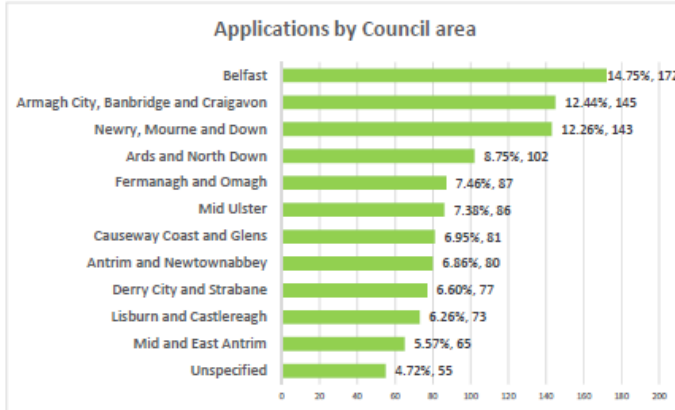 Applications by Council area
Belfast 14.75%, 172
Armagh City, Banbridge and Craigavon 12.44%, 145
Newry, Mourne and Down 12.26%, 143
Ards and North Down 8.75%, 102
Fermanagh and Omagh 7.46%, 87
Mid Ulster 7.38%, 86
Causeway Coast and Glens 6.95%, 81
Antrim and Newtownabbey 6.86%, 80
Derry City and Strabane 6.60%, 77
Lisburn and Castlereagh 6.26%, 73
Mid and East Antrim 5.57%, 65
Unspecified 4.72%, 55
0 20 40 60 80 100 120 140 160 180 200